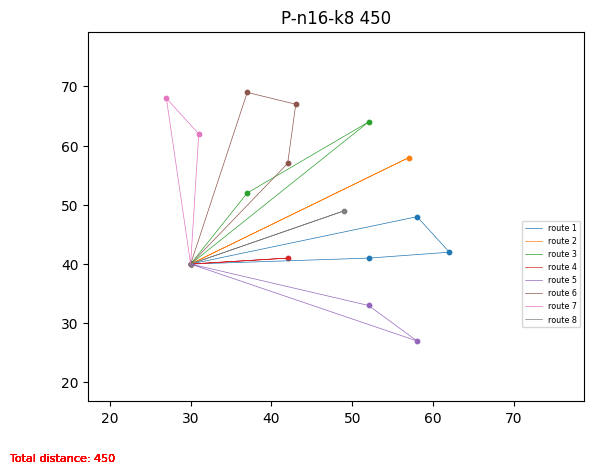 P-n16-k8 450
70
60
50
40
30
20
20 30 40 50 60 70
route 1
route 2
route 3
route 4
route 5
route 6
route 7
route 8
Total distance: 450